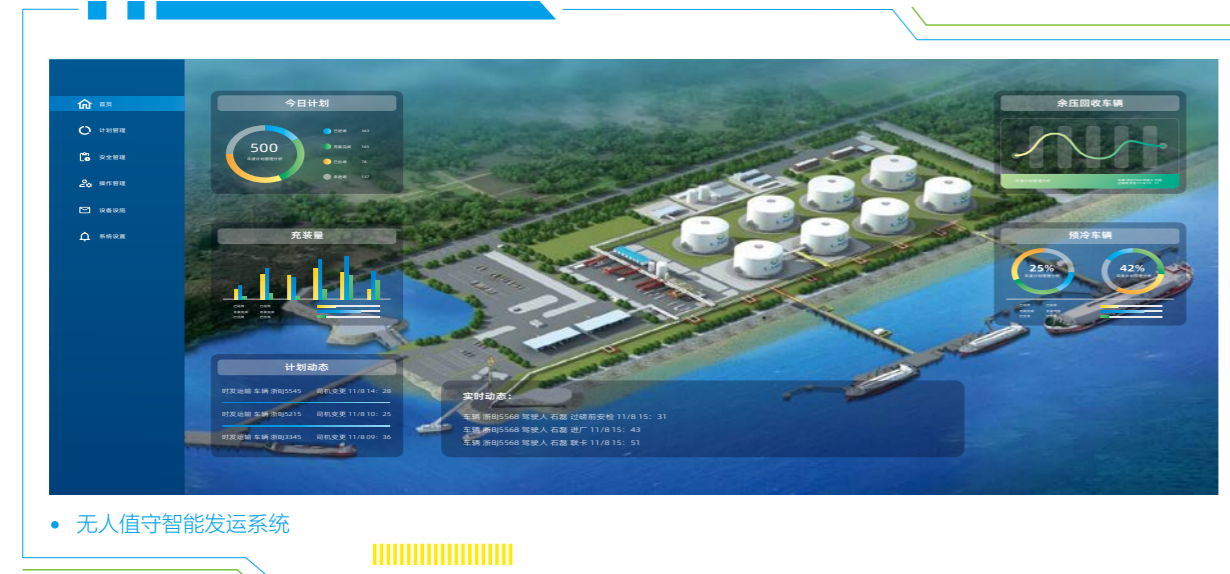 首页
计划管理
安全管理
操作管理
设备设施
系统设置
今日计划
500
充装量
计划动态
时发运输 车辆 浙BJ5545 司机变更 11/8 14：28
时发运输 车辆 浙BJ5215 司机变更 11/8 10：25
时发运输 车辆 浙BJ3345 司机变更 11/8 09：36
实时动态：
车辆 浙BJ5568 驾驶人 石磊 过磅前安检 11/8 15：31
车辆 浙BJ5568 驾驶人 石磊 进厂 11/8 15：43
车辆 浙BJ5568 驾驶人 石磊 联卡 11/8 15：51
余压回收车辆
预冷车辆
25%
42%
无人值守智能发运系统